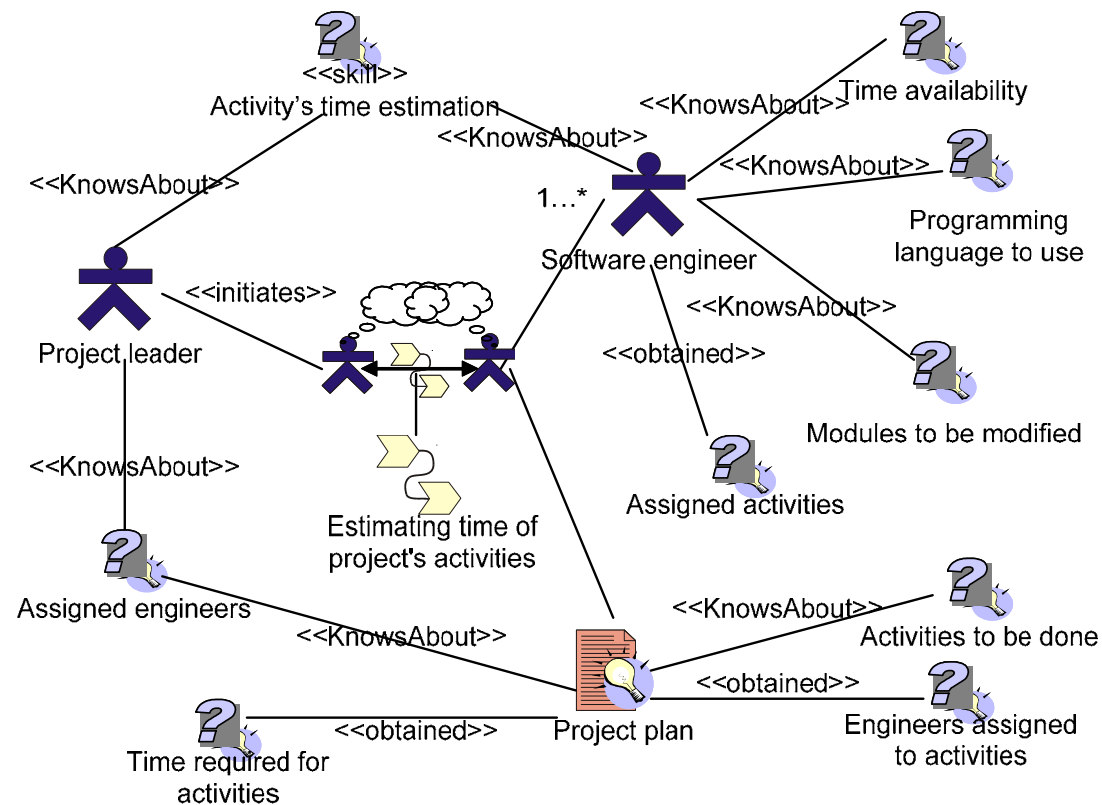 <<skill>>
Activity's time estimation
Time availability
<<KnowsAbout>>
<<KnowsAbout>>
<<KnowsAbout>>
<<KnowsAbout>>
1…*
Programming
language to use
Software engineer
<<initiates>>
<<KnowsAbout>>
Project leader
<<obtained>>
Modules to be modified
<<KnowsAbout>>
Assigned activities
Estimating time of
project's activities
Assigned engineers
<<KnowsAbout>>
<<KnowsAbout>>
Activities to be done
<<obtained>>
Engineers assigned
to activities
<<obtained>>
Project plan
Time required for
activities